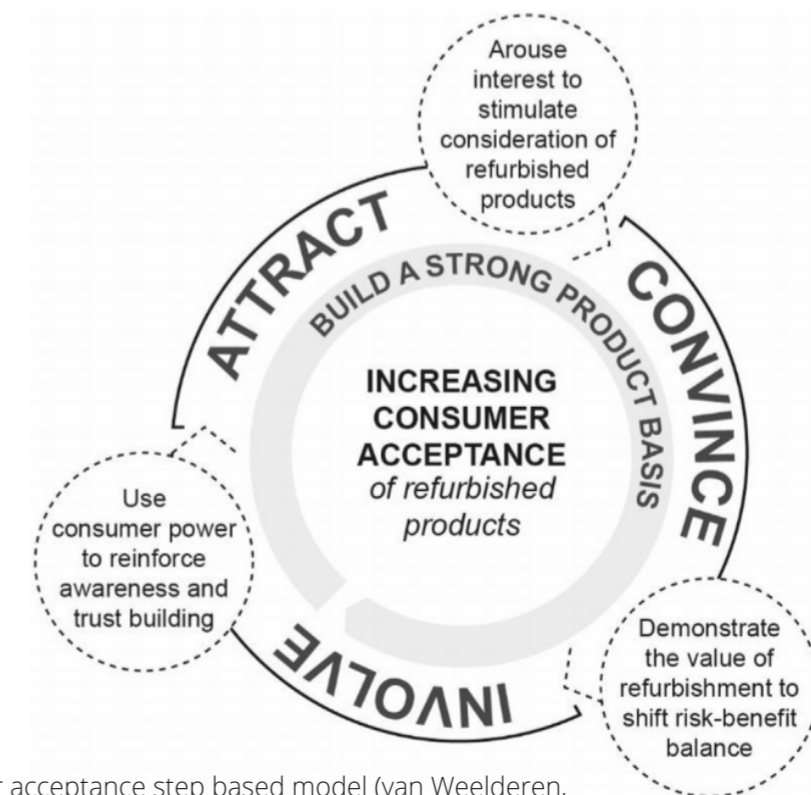 Arouse
interest to
stimulate
consideration of
refurbished
products
ATTRACT
CONVINCE
INVOLVE
BUILD A STRONG PRODUCT BASIS
INCREASING
CONSUMER
ACCEPTANCE
of refurbished
products
Use
consumer power
to reinforce
awareness and
trust building
Demonstrate
the value of
refurbishment to
shift risk-benefit
balance
acceptance step based model (van Weelderen,